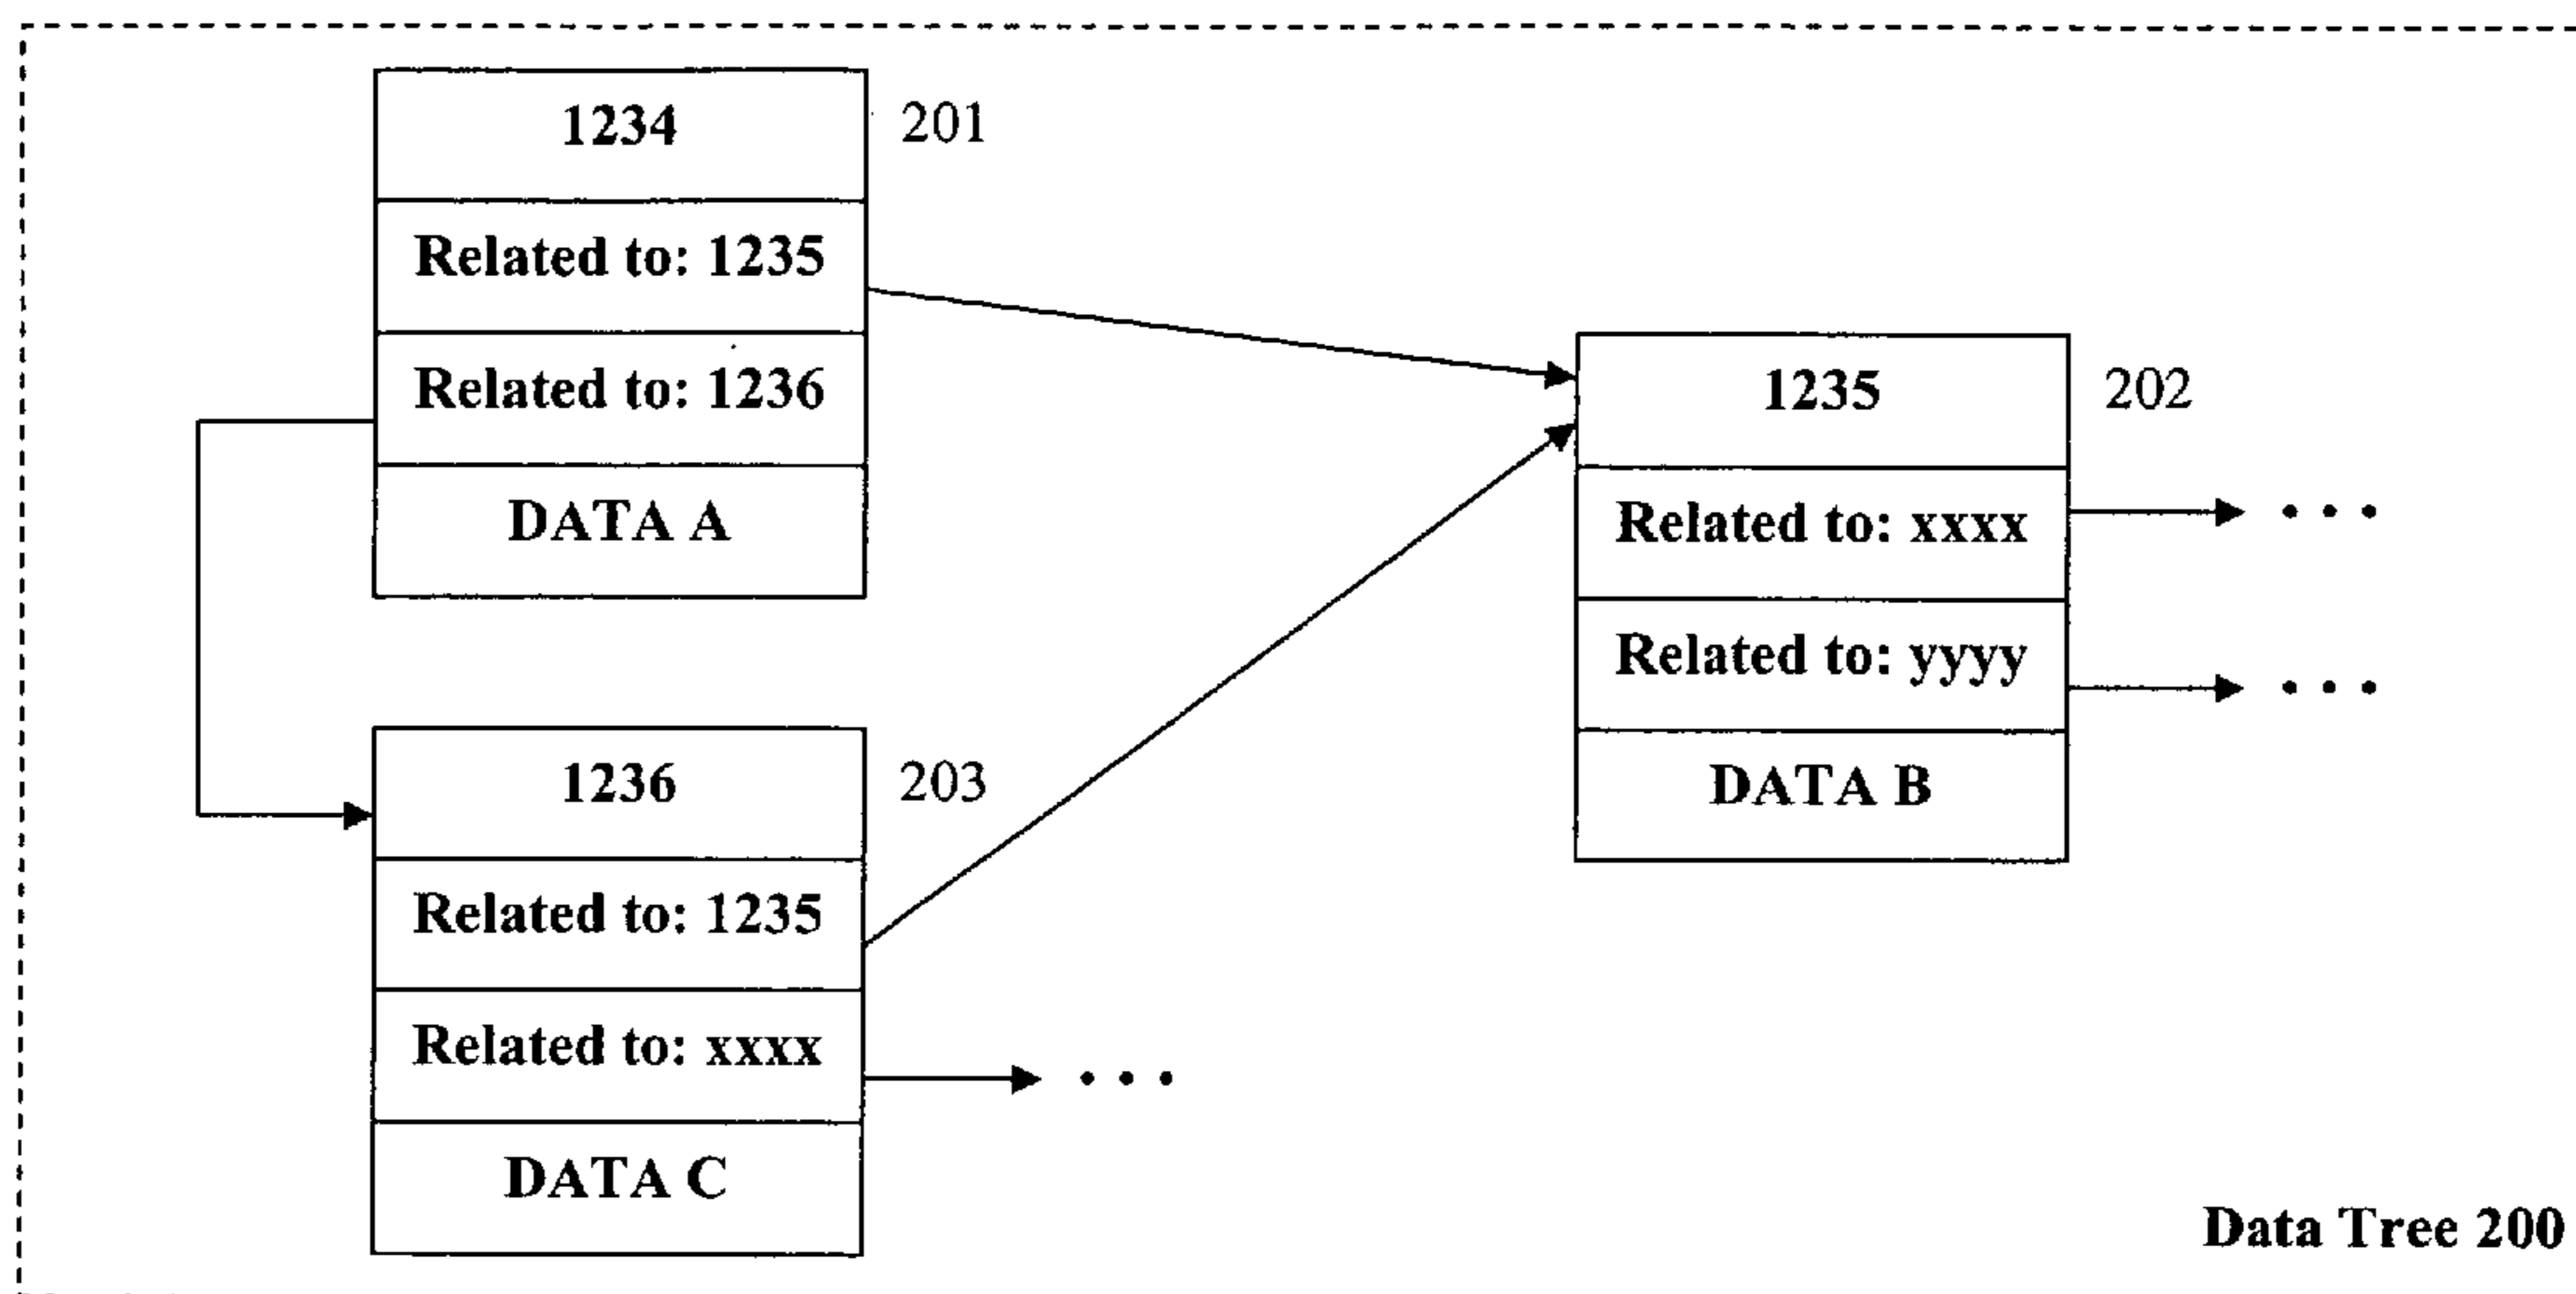 1234
201
Related to: 1235
Related to: 1236
DATA A
1235
202
Related to: xxxx
Related to: yyyy
DATA B
1236
203
Related to: 1235
Related to: xxxx
DATA C
Data Tree 200